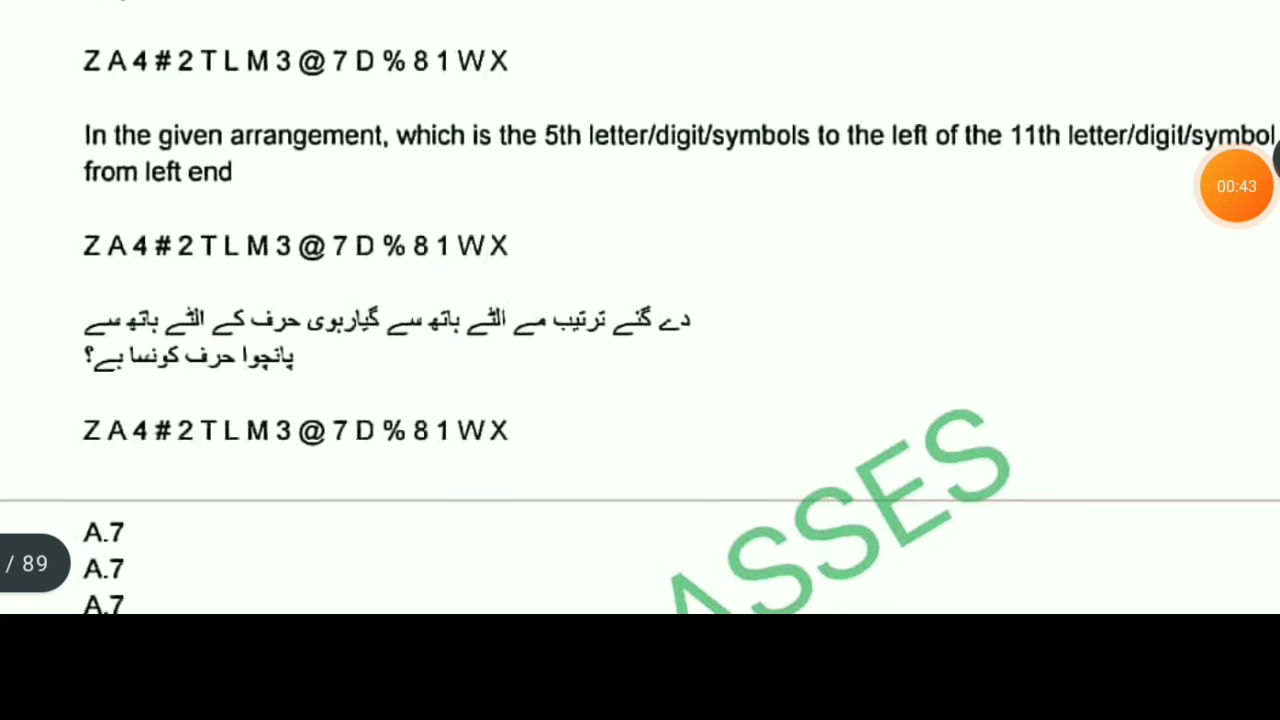 Z A 4 # 2 T L M 3 @ 7 D % 8 1 W X
In the given arrangement, which is the 5th letter/digit/symbols to the left of the 11th letter/digit/symbol
from left end
00:43
Z A 4 # 2 T L M 3 @ 7 D % 8 1 W X
دے گئے ترتیب مے الٹے ہاتھ سے گیارہوی حرف کے الٹے ہاتھ سے
پانچوا حرف کونسا ہے؟
Z A 4 # 2 T L M 3 @ 7 D % 8 1 W X
ASSES
A.7
/ 89
A.7
A.7